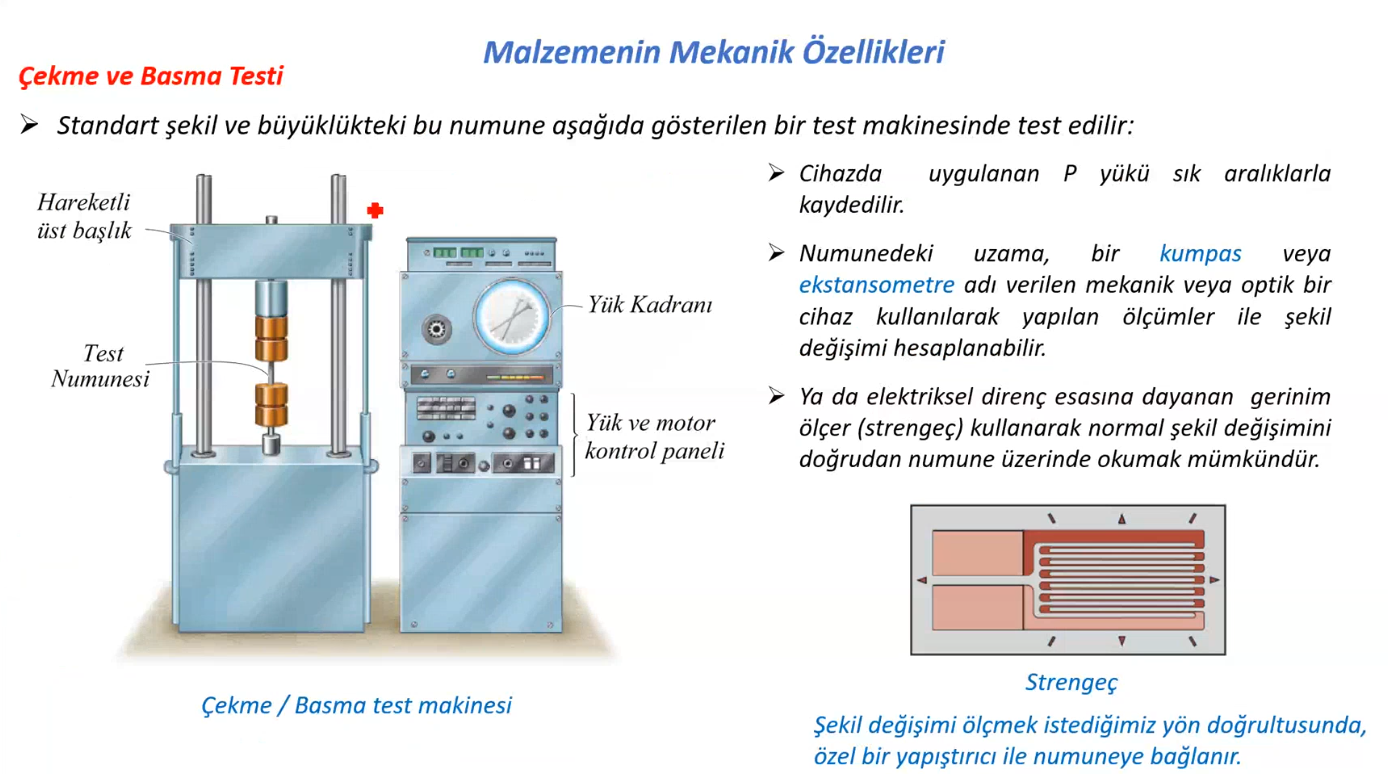 Malzemenin Mekanik Özellikleri
Çekme ve Basma Testi
➢ Standart şekil ve büyüklükteki bu numune aşağıda gösterilen bir test makinesinde test edilir:
Hareketli
üst başlık
Test
Numunesi
Yük Kadranı
Yük ve motor
kontrol paneli
Çekme / Basma test makinesi
➢ Cihazda uygulanan P yükü sık aralıklarla
kaydedilir.
➢ Numunedeki uzama, bir kumpas veya
ekstansometre adı verilen mekanik veya optik bir
cihaz kullanılarak yapılan ölçümler ile şekil
değişimi hesaplanabilir.
➢ Ya da elektriksel direnç esasına dayanan gerinim
ölçer (strengeç) kullanarak normal şekil değişimini
doğrudan numune üzerinde okumak mümkündür.
Strengeç
Şekil değişimi ölçmek istediğimiz yön doğrultusunda,
özel bir yapıştırıcı ile numuneye bağlanır.